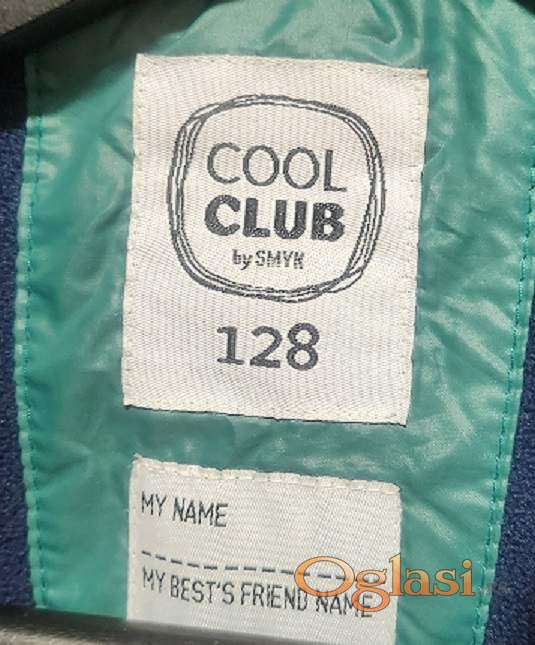 COOL
CLUB
by SMYK
128
MY NAME
MY BEST'S FRIEND NAME
Oglasi